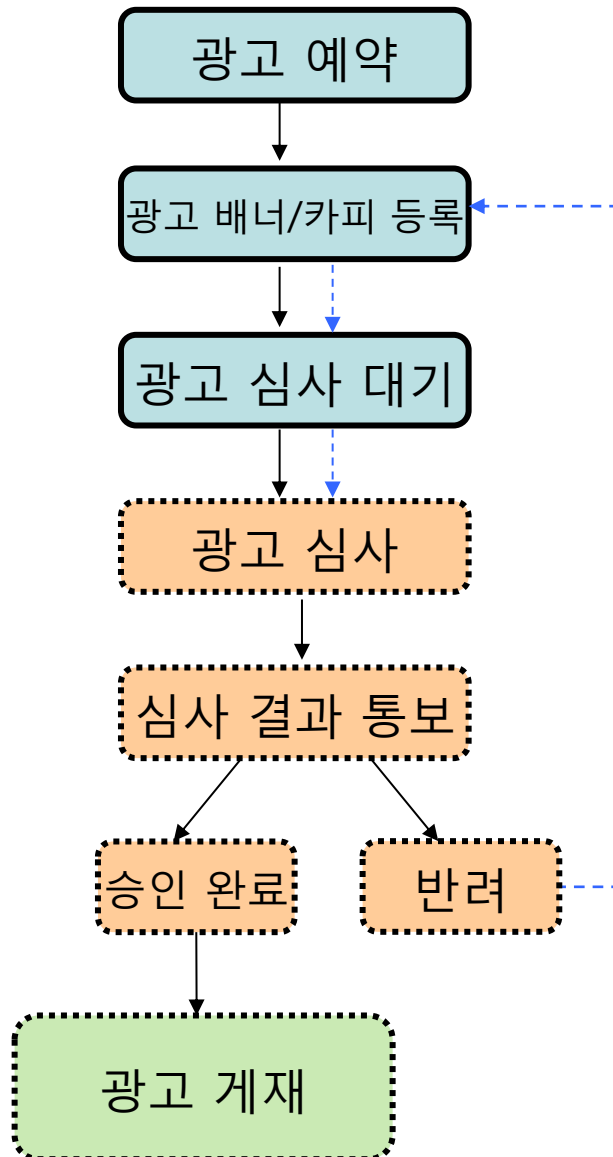 광고 예약
광고 배너/카피 등록
광고 심사 대기
광고 심사
심사 결과 통보
승인 완료
반려
광고 게재